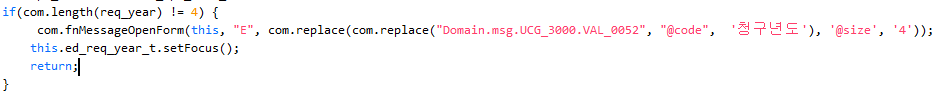 if(com.length(req_year) != 4) {
com.fnMessageOpenForm(this, "E", com.replace(com.replace("Domain.msg.UCG_3000.VAL_0052", "@code", '청구년도'), '@size', '4'));
this.ed_req_year_t.setFocus();
return;
}